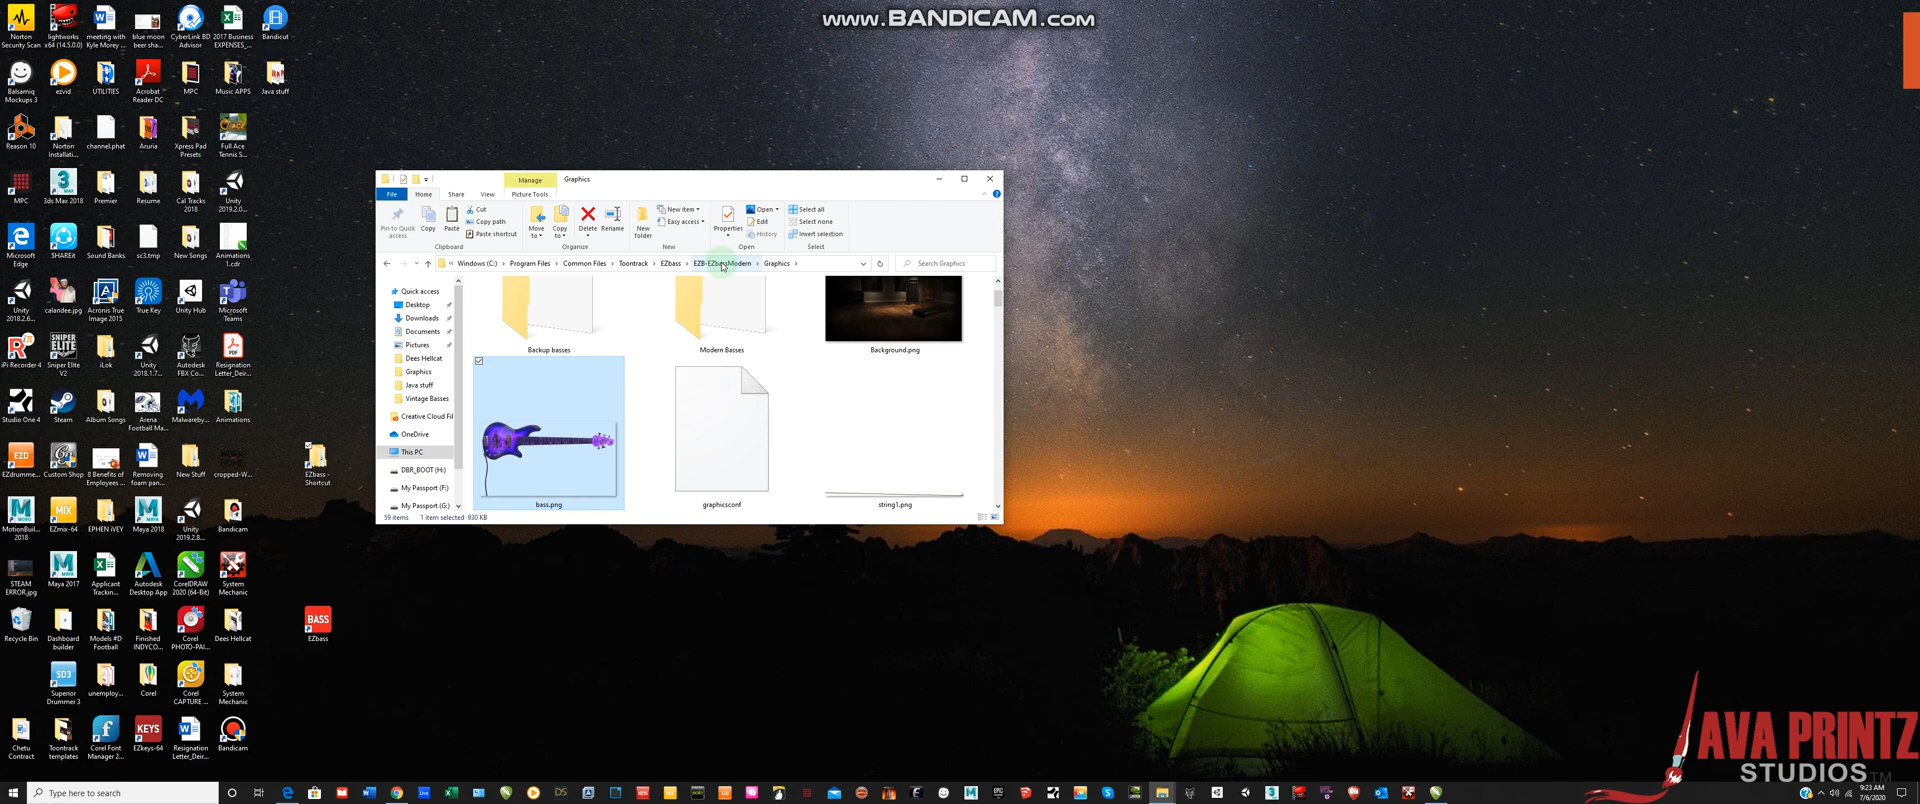 www.BANDICAM.com
Norton Security Scan
lightworks x64 (14.5.0.0)
meeting with Kyle Morey ...
blue moon beer sha...
CyberLink BD Advisor
2017 Business EXPENSES_...
Bandicut
Balsamiq Mockups 3
ezvid
UTILITIES
Acrobat Reader DC
MPC
Music APPS
Java stuff
Reason 10
Norton Installati...
channel.phat
Aruria
Xpress Pad Presets
Full Ace Tennis S...
MPC
3ds Max 2018
Premier
Resume
Cal Tracks 2018
Unity 2019.2.0...
Microsoft Edge
SHAREit
Sound Banks
sc3.tmp
New Songs
Animations 1.cdr
Unity 2018.2.6...
calandee.jpg
Acronis True Image 2015
True Key
Unity Hub
Microsoft Teams
iPi Recorder 4
Sniper Elite V2
iLok
Unity 2018.1.7...
Autodesk FBX Co...
Resignation Letter_Deir...
Studio One 4
Steam
Album Songs
Arena Football Ma...
Malwareby...
Animations
EZdrumme...
Custom Shop
8 Benefits of Employees ...
Removing foam pan...
New Stuff
cropped-W...
EZbass - Shortcut
MotionBuil... 2018
EZmix-64
EPHEN iVEY
Maya 2018
Unity 2019.2.8...
Bandicam
STEAM ERROR.jpg
Maya 2017
Applicant Trackin...
Autodesk Desktop App
CorelDRAW 2020 (64-Bit)
System Mechanic
Recycle Bin
Dashboard builder
Models #D Football
Finished INDYCO...
Corel PHOTO-PAI...
Dees Hellcat
BASS
EZbass
Superior Drummer 3
unemploy...
Corel
Corel CAPTURE ...
System Mechanic
Chetu Contract
Toontrack templates
Corel Font Manager 2...
EZkeys-64
Resignation Letter_Deir...
Bandicam
Manage
Graphics
File
Home
Share
View
Picture Tools
Pin to Quick access
Copy
Paste
Cut
Copy path
Paste shortcut
Move to
Copy to
Delete
Rename
New folder
New item
Easy access
Properties
Open
Edit
History
Select all
Select none
Invert selection
Clipboard
Organize
New
Open
Select
« Windows (C:) > Program Files > Common Files > Toontrack > EZbass > EZB-EZbassModern > Graphics >
Search Graphics
Quick access
Desktop
Downloads
Documents
Pictures
Dees Hellcat
Graphics
Java stuff
Vintage Basses
Creative Cloud Fil
OneDrive
This PC
DBR_BOOT (H:)
My Passport (F:)
My Passport (G:)
Backup basses
Modern Basses
Background.png
bass.png
graphicsconf
string1.png
59 items
1 item selected
930 KB
AVA PRINTZ
STUDIOS™
Type here to search
9:23 AM
7/6/2020